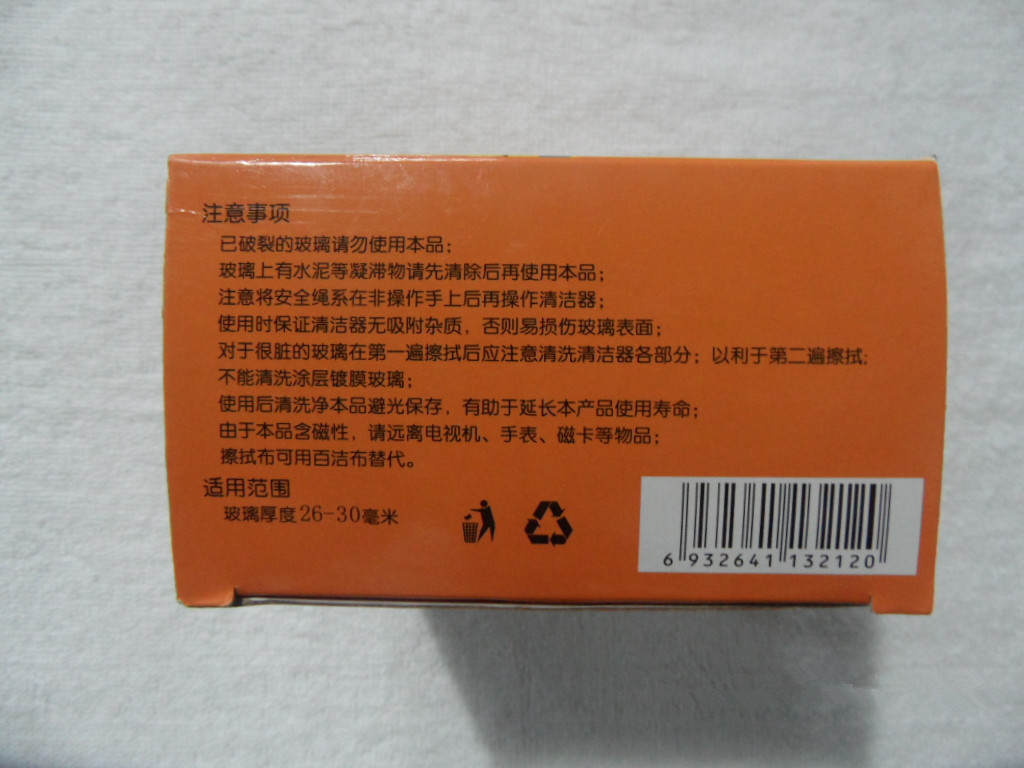 注意事项
已破裂的玻璃请勿使用本品；
玻璃上有水泥等凝滞物请先清除后再使用本品；
注意将安全绳系在非操作手上后再操作清洁器；
使用时保证清洁器无吸附杂质，否则易损伤玻璃表面；
对于很脏的玻璃在第一遍擦拭后应注意清洗清洁器各部分；以利于第二遍擦拭；
不能清洗涂层镀膜玻璃；
使用后清洗净本品避光保存，有助于延长本产品使用寿命；
由于本品含磁性，请远离电视机、手表、磁卡等物品；
擦拭布可用百洁布替代。
适用范围
玻璃厚度26-30毫米
6 932641 132120